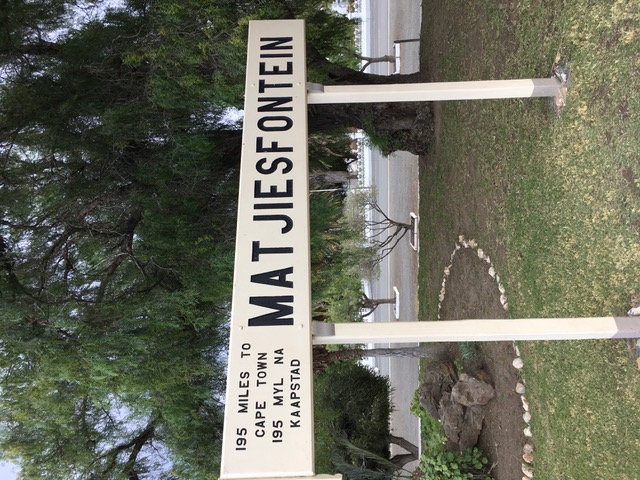 195 MILES TO
CAPE TOWN
195 MYL NA
KAAPSTAD
MATJIESFONTEIN